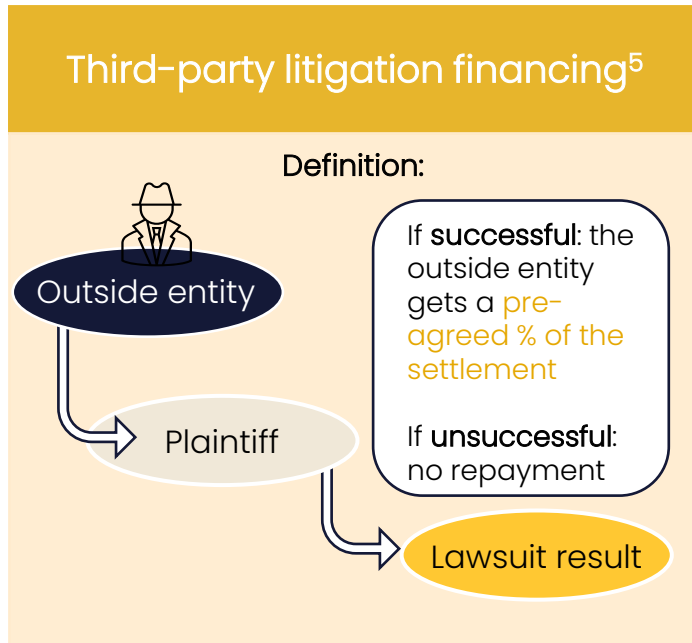 Third-party litigation financing⁵
Definition:
Outside entity
Plaintiff
Lawsuit result
If successful: the
outside entity
gets a pre-
agreed % of the
settlement
If unsuccessful:
no repayment